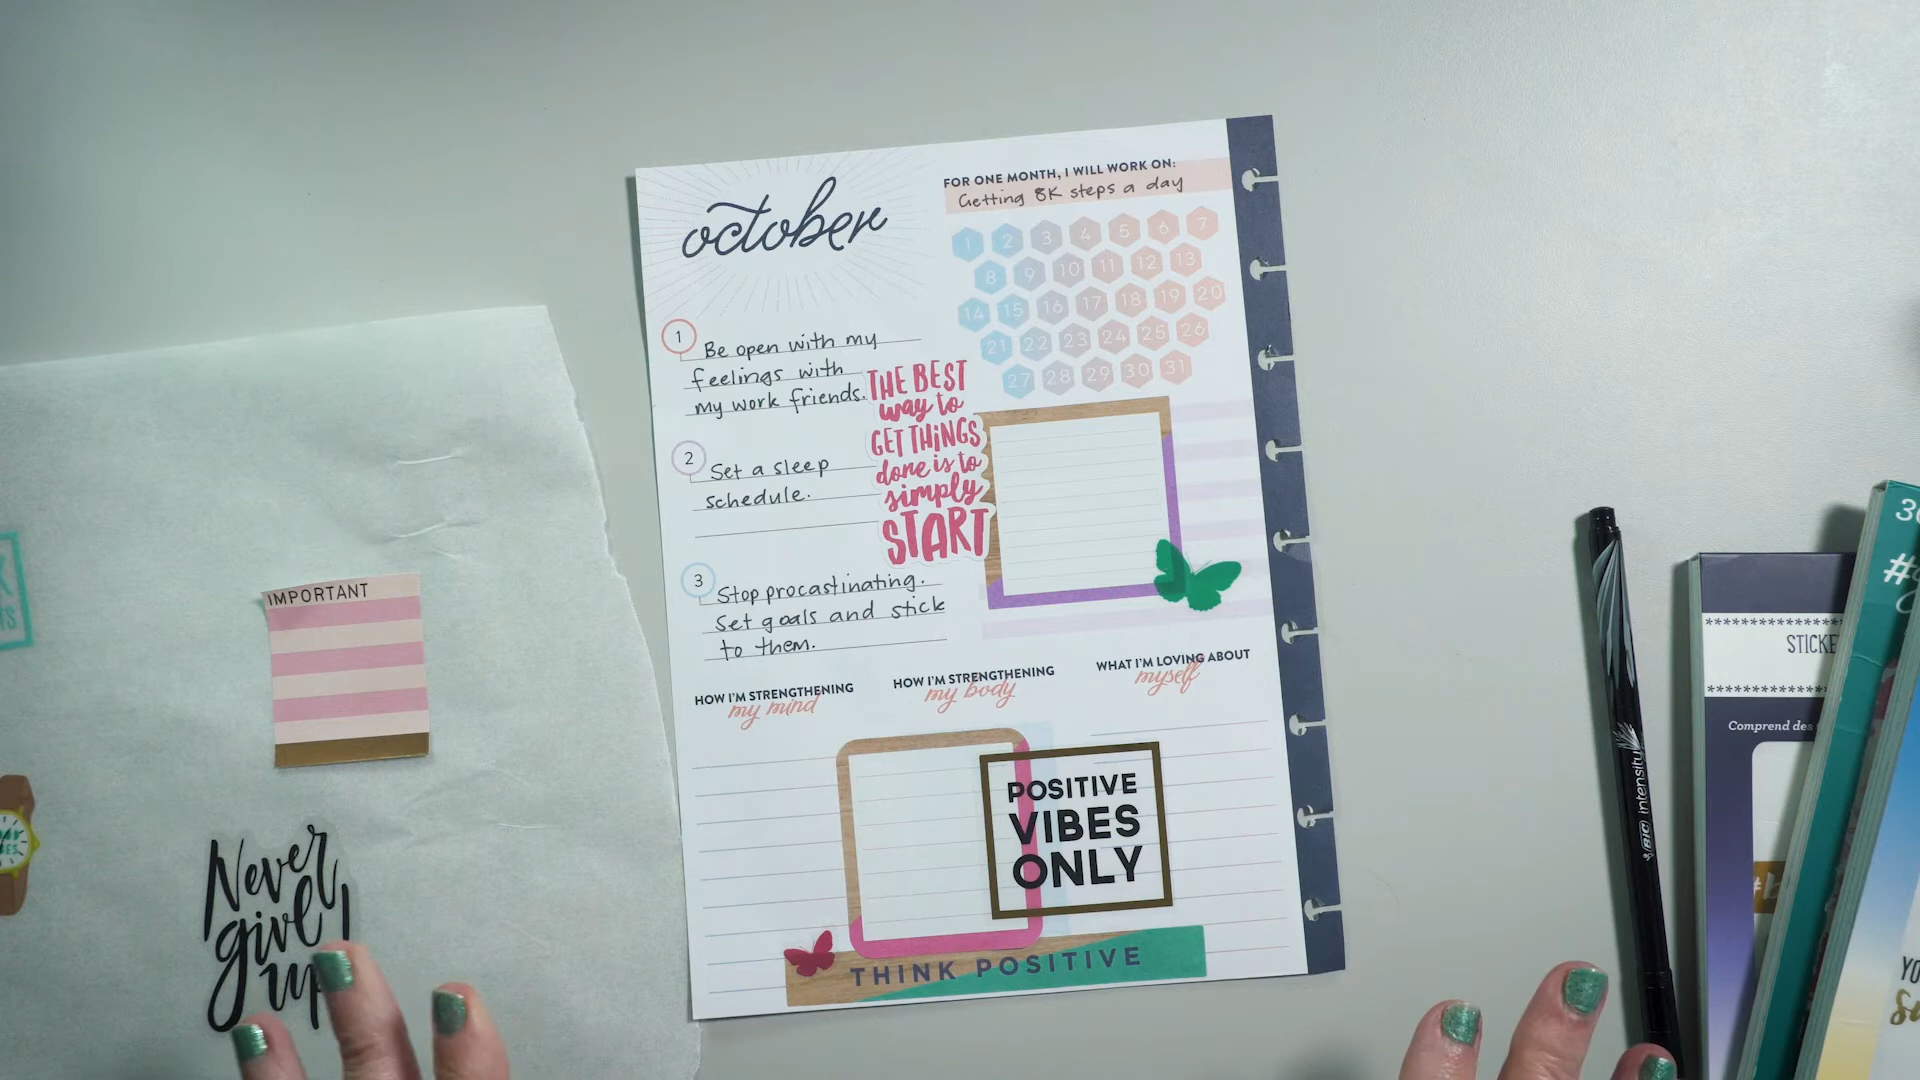 october
FOR ONE MONTH, I WILL WORK ON:
Getting 8K steps a day
1 2 3 4 5 6 7
8 9 10 11 12 13
14 15 16 17 18 19 20
21 22 23 24 25 26
27 28 29 30 31
1 Be open with my
feelings with
my work friends.
2 Set a sleep
schedule.
3 Stop procastinating.
Set goals and stick
to them.
THE BEST
way to
GET THiNGS
done is to
simply
START
HOW I'M STRENGTHENING
my mind
HOW I'M STRENGTHENING
my body
WHAT I'M LOVING ABOUT
myself
POSITIVE
VIBES
ONLY
THINK POSITIVE
IMPORTANT
Never
give
up!
BIC intensity
Comprend des